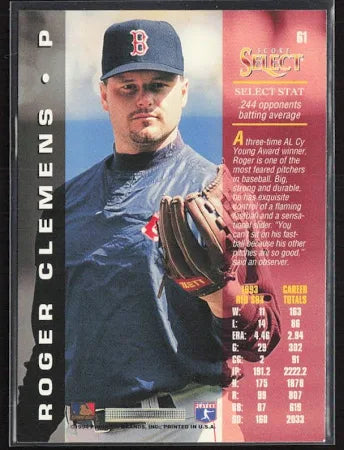 61
SCORE
SELECT
SELECT STAT
.244 opponents
batting average
A three-time AL Cy
Young Award winner,
Roger is one of the
most feared pitchers
in baseball. Big,
strong and durable,
he has exquisite
control of a flaming
fastball and a sensa-
tional slider. "You
can't sit on his fast-
ball because his other
pitches are so good,"
said an observer.
1993 CAREER
RED SOX TOTALS
W: 11 163
L: 14 86
ERA: 4.46 2.94
G: 29 302
CG: 2 91
IP: 191.2 2222.2
H: 175 1878
R: 99 807
BB: 67 619
SO: 160 2033
ROGER CLEMENS • P
B
PLAYERS
BRANDS, INC., PRINTED IN U.S.A.